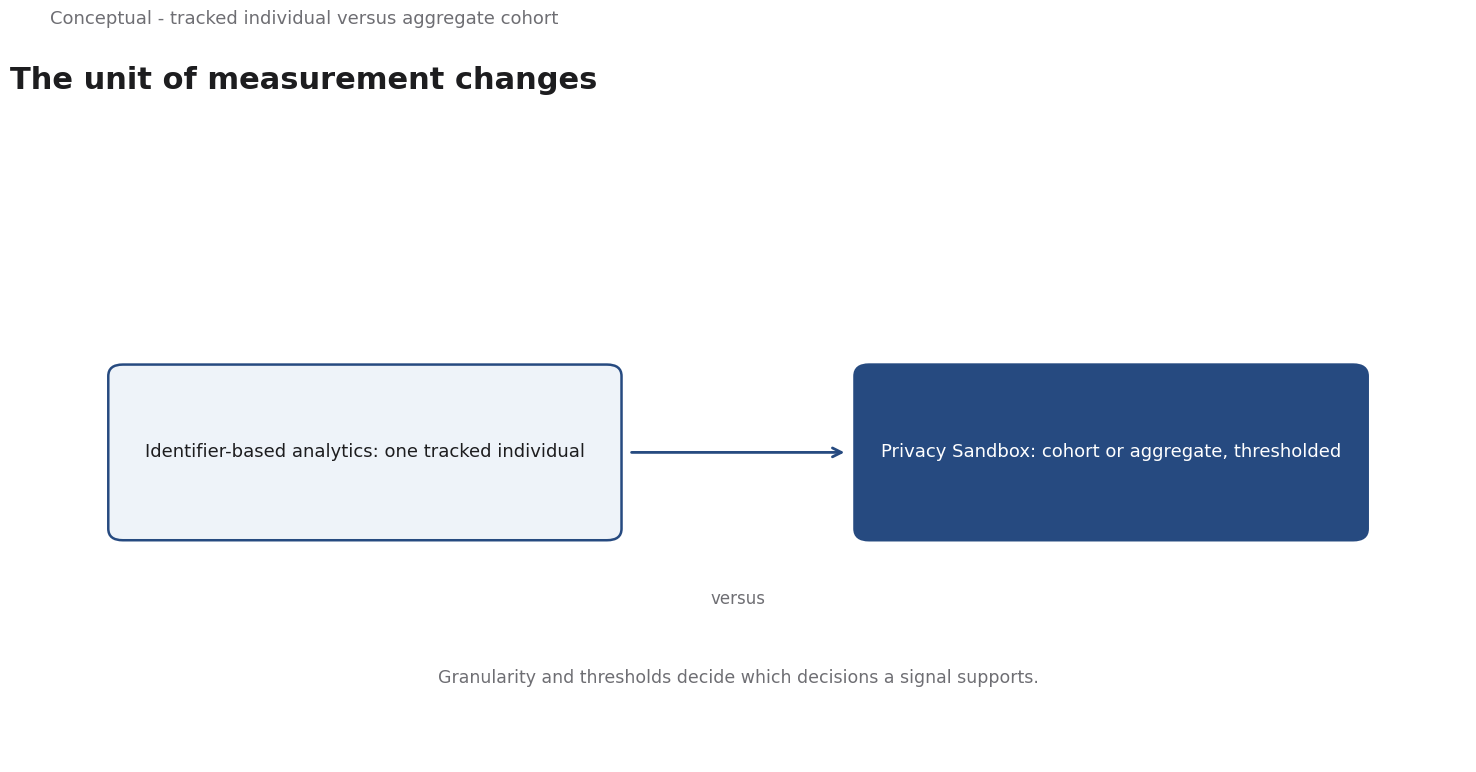 Conceptual - tracked individual versus aggregate cohort
The unit of measurement changes
Identifier-based analytics: one tracked individual
Privacy Sandbox: cohort or aggregate, thresholded
versus
Granularity and thresholds decide which decisions a signal supports.